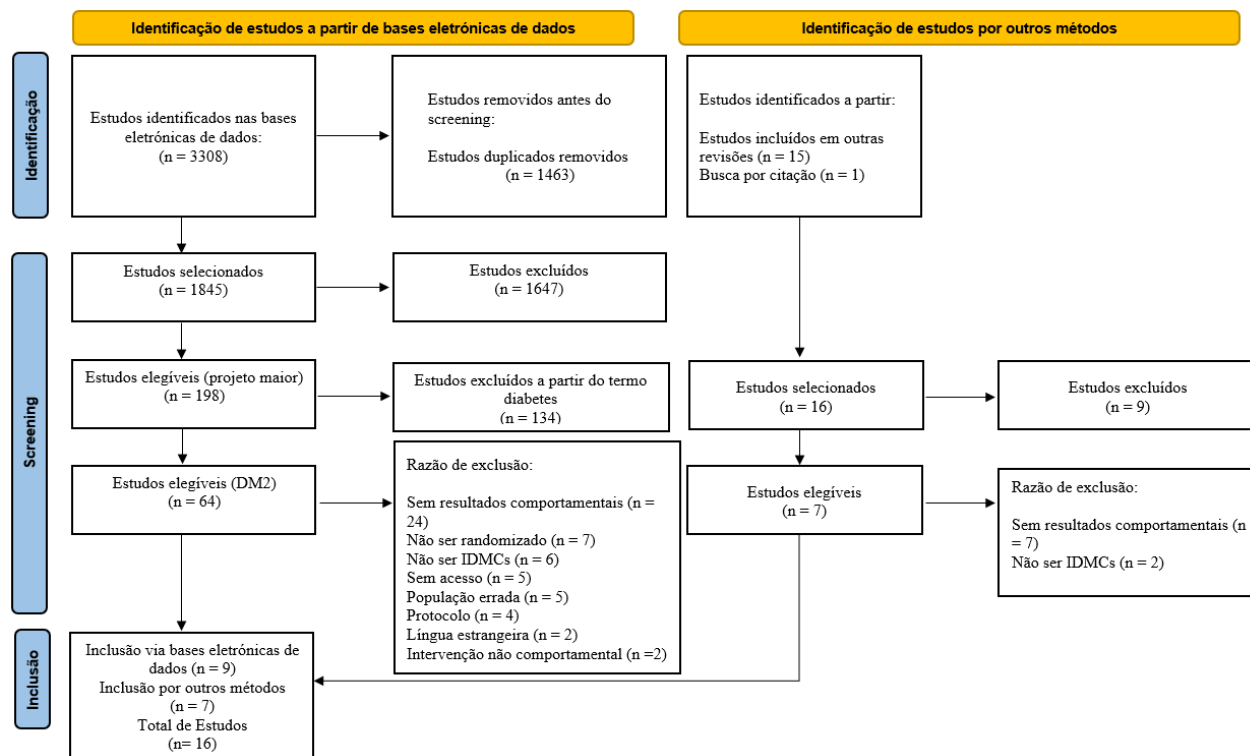 Identificação de estudos a partir de bases eletrónicas de dados
Identificação de estudos por outros métodos
Identificação
Estudos identificados nas bases
eletrónicas de dados:
(n = 3308)
Estudos removidos antes do
screening:
Estudos duplicados removidos
(n = 1463)
Estudos identificados a partir:
Estudos incluídos em outras
revisões (n = 15)
Busca por citação (n = 1)
Screening
Estudos selecionados
(n = 1845)
Estudos excluídos
(n = 1647)
Estudos elegíveis (projeto maior)
(n = 198)
Estudos excluídos a partir do termo
diabetes
(n = 134)
Estudos selecionados
(n = 16)
Estudos excluídos
(n = 9)
Estudos elegíveis (DM2)
(n = 64)
Razão de exclusão:
Sem resultados comportamentais (n =
24)
Não ser randomizado (n = 7)
Não ser IDMCs (n = 6)
Sem acesso (n = 5)
População errada (n = 5)
Protocolo (n = 4)
Língua estrangeira (n = 2)
Intervenção não comportamental (n =2)
Estudos elegíveis
(n = 7)
Razão de exclusão:
Sem resultados comportamentais (n
= 7)
Não ser IDMCs (n = 2)
Inclusão
Inclusão via bases eletrónicas de
dados (n = 9)
Inclusão por outros métodos
(n = 7)
Total de Estudos
(n= 16)